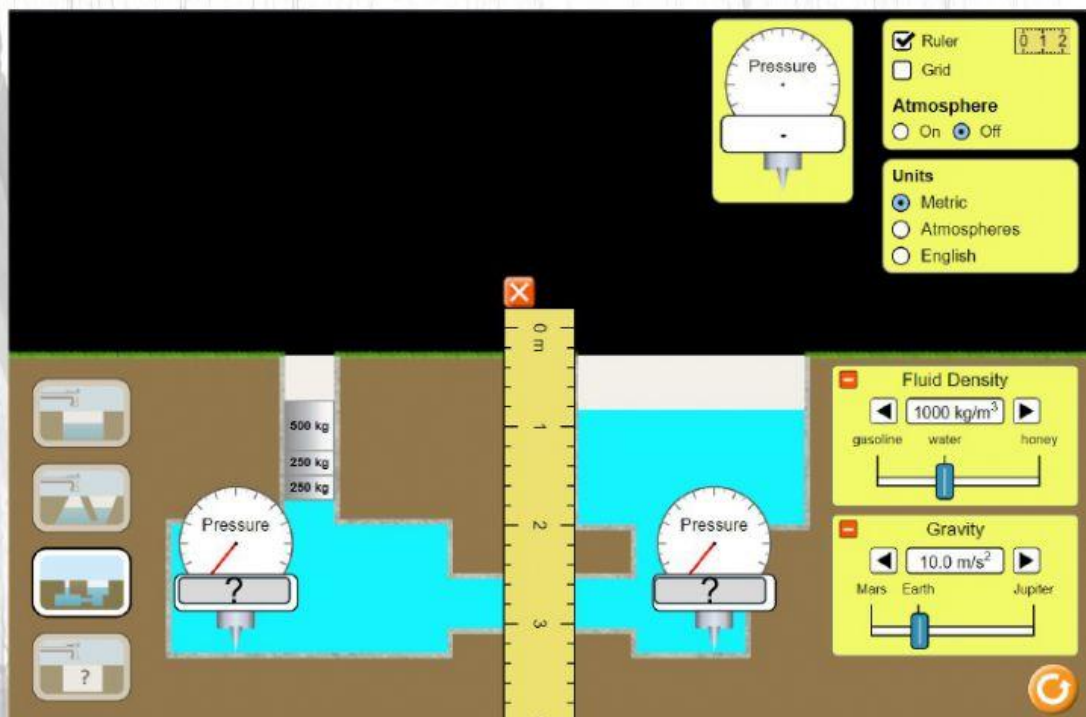 Pressure
-
Ruler
0 1 2
Grid
Atmosphere
On Off
Units
Metric
Atmospheres
English
0 m
1
2
3
500 kg
250 kg
250 kg
Pressure
?
Pressure
?
?
Fluid Density
1000 kg/m³
gasoline water honey
Gravity
10.0 m/s²
Mars Earth Jupiter